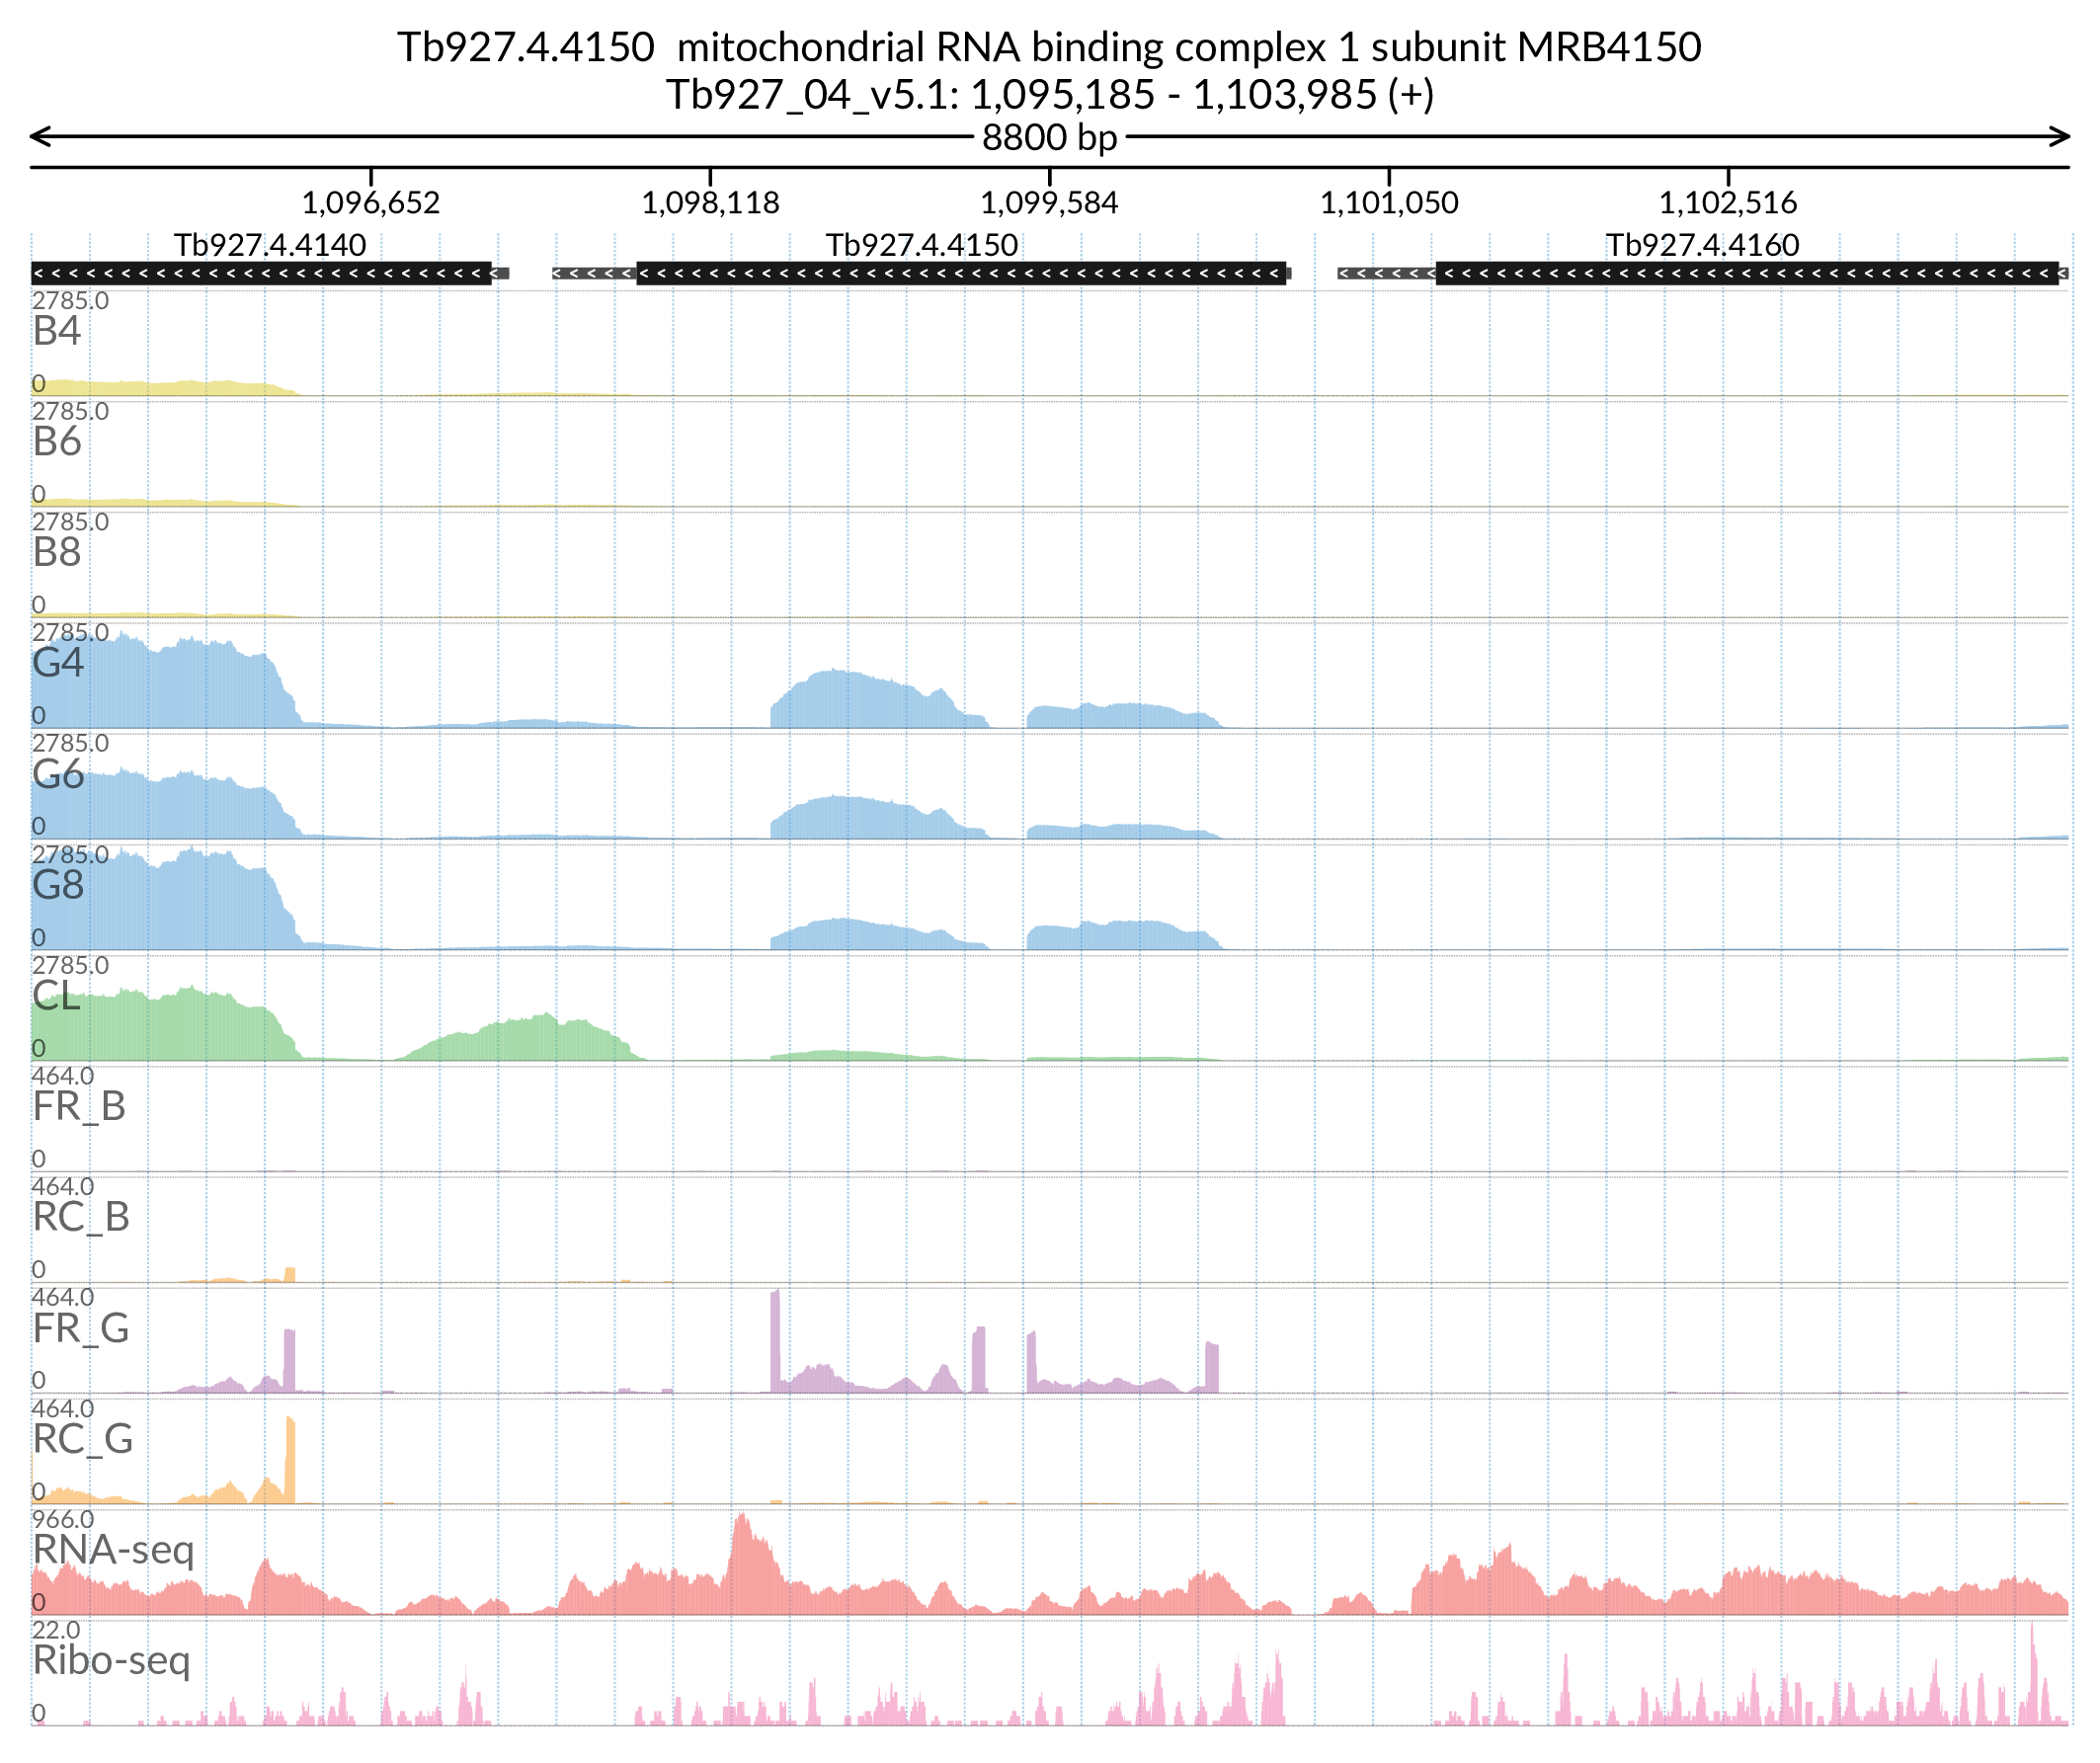 Tb927.4.4150  mitochondrial RNA binding complex 1 subunit MRB4150
Tb927_04_v5.1: 1,095,185 - 1,103,985 (+)
8800 bp
1,096,652 1,098,118 1,099,584 1,101,050 1,102,516
Tb927.4.4140 Tb927.4.4150 Tb927.4.4160
2785.0
B4
0
2785.0
B6
0
2785.0
B8
0
2785.0
G4
0
2785.0
G6
0
2785.0
G8
0
2785.0
CL
0
464.0
FR_B
0
464.0
RC_B
0
464.0
FR_G
0
464.0
RC_G
0
966.0
RNA-seq
0
22.0
Ribo-seq
0